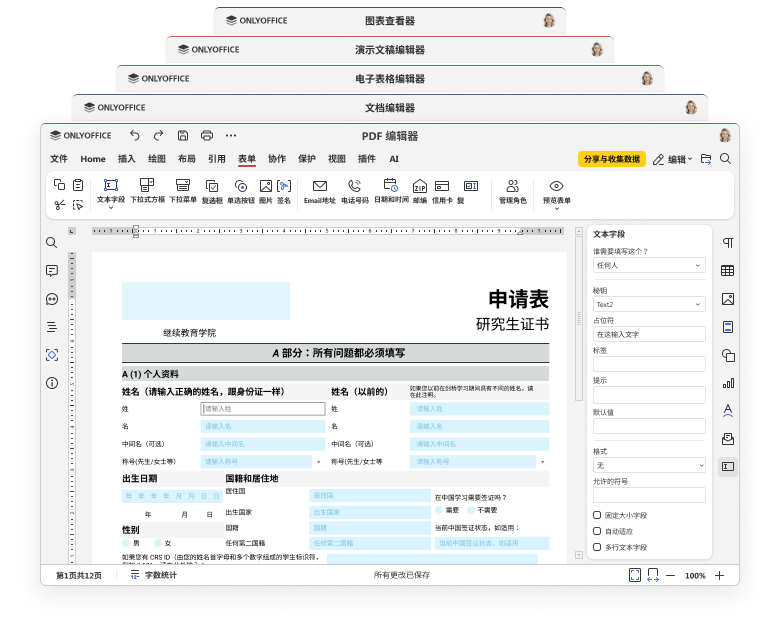 ONLYOFFICE 图表查看器
ONLYOFFICE 演示文稿编辑器
ONLYOFFICE 电子表格编辑器
ONLYOFFICE 文档编辑器
ONLYOFFICE PDF 编辑器
文件 Home 插入 绘图 布局 引用 表单 协作 保护 视图 插件 AI 分享与收集数据 编辑
文本字段 下拉式方框 下拉菜单 复选框 单选按钮 图片 签名 Email地址 电话号码 日期和时间 邮编 信用卡 复 管理角色 预览表单
ZIP
文本字段
谁需要填写这个？
任何人
秘钥
Text2
占位符
在这输入文字
标签
提示
默认值
格式
无
允许的符号
固定大小字段
自动适应
多行文本字段
申请表
研究生证书
继续教育学院
A 部分：所有问题都必须填写
A (1) 个人资料
姓名（请输入正确的姓名，跟身份证一样） 姓名（以前的） 如果您以前在剑桥学习期间具有不同的姓名，请
在此注明。
姓 请输入姓 姓 请输入姓
名 请输入名 名 请输入名
中间名（可选） 请输入中间名 中间名（可选） 请输入中间名
称号(先生/女士等) 请输入称号 称号(先生/女士等 请输入称号
出生日期 国籍和居住地
年 年 年 年 月 月 日 日 居住国 居住国 在中国学习需要签证吗？
年 月 日 出生国家 出生国家 需要 不需要
性别 国籍 国籍 当前中国签证状态，如适用：
男 女 任何第二国籍 任何第二国籍 当前中国签证状态，如适用
如果您有 CRS ID（由您的姓名首字母和多个数字组成的学生标识符，
第1页共12页 字数统计 所有更改已保存 100%